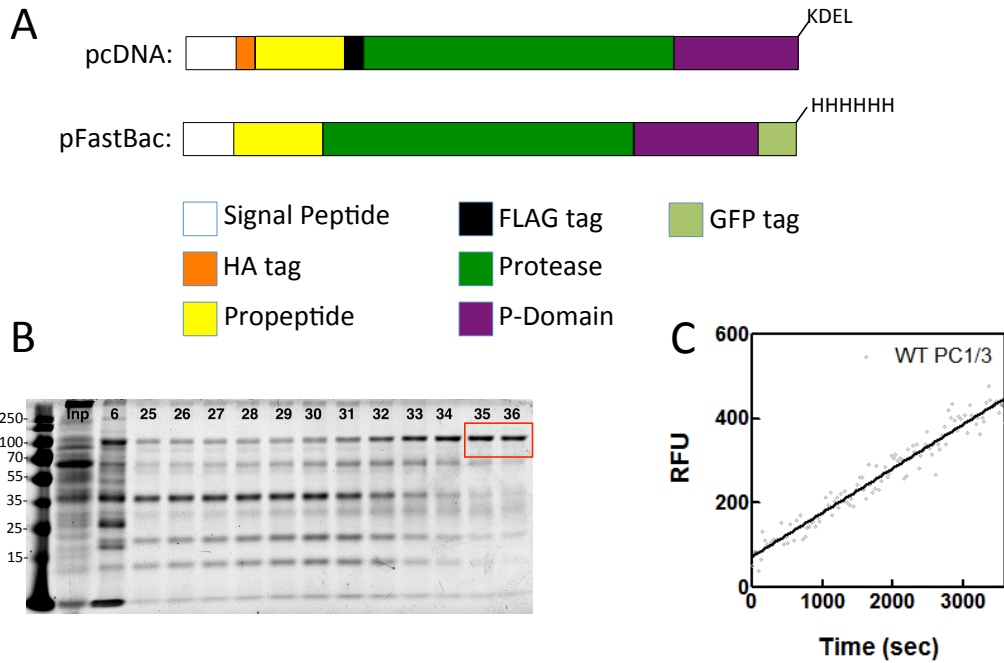 A
pcDNA:
KDEL
pFastBac:
HHHHHH
Signal Peptide
FLAG tag
GFP tag
HA tag
Protease
Propeptide
P-Domain
B
Inp 6 25 26 27 28 29 30 31 32 33 34 35 36
250-
100-
70-
55-
35-
25-
15-
C
600
WT PC1/3
400
RFU
200
0
0 1000 2000 3000
Time (sec)